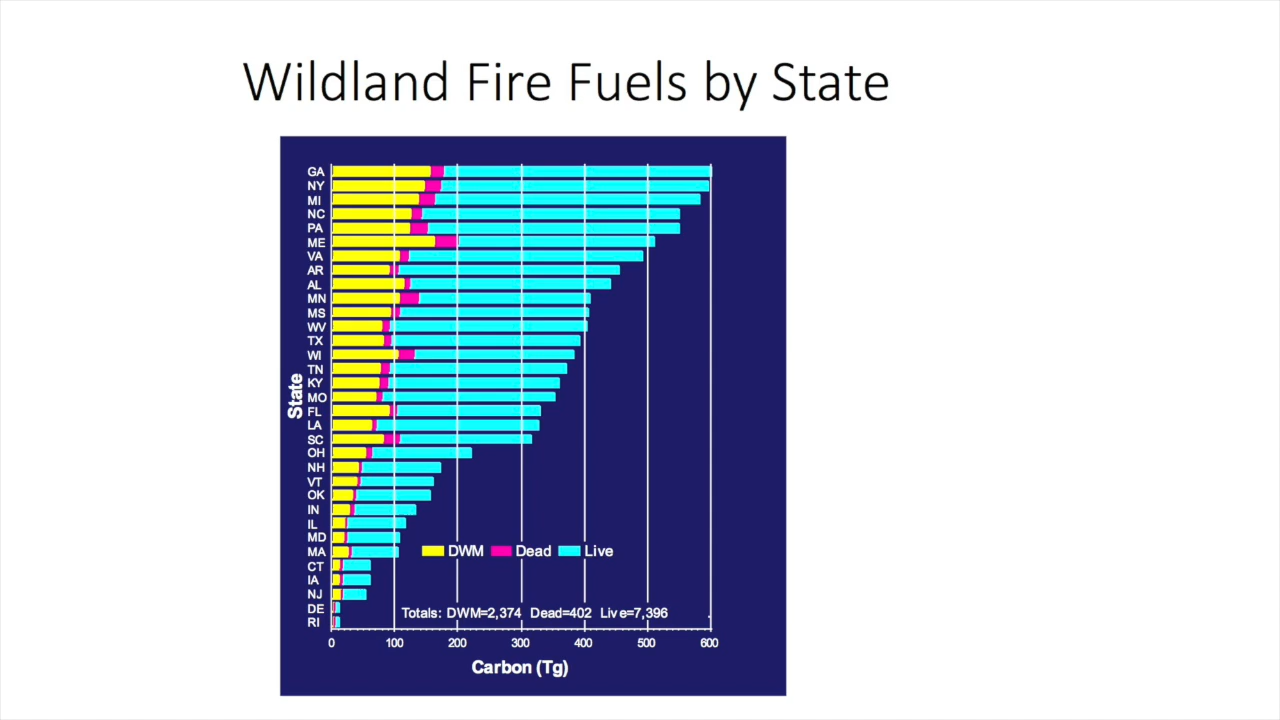 Wildland Fire Fuels by State
GA
NY
MI
NC
PA
ME
VA
AR
AL
MN
MS
WV
TX
WI
TN
KY
MO
FL
LA
SC
OH
NH
VT
OK
IN
IL
MD
MA
CT
IA
NJ
DE
RI
State
DWM Dead Live
Totals: DWM=2,374 Dead=402 Live=7,396
0 100 200 300 400 500 600
Carbon (Tg)